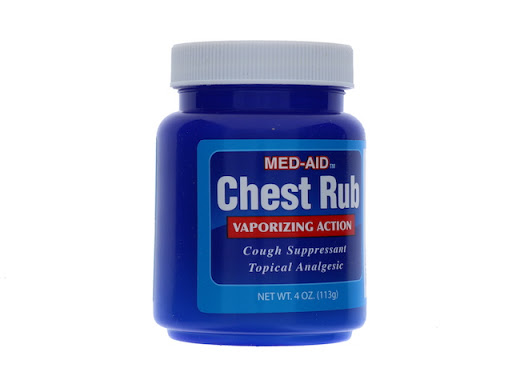 MED-AID™
Chest Rub
VAPORIZING ACTION
Cough Suppressant
Topical Analgesic
NET WT. 4 OZ. (113g)